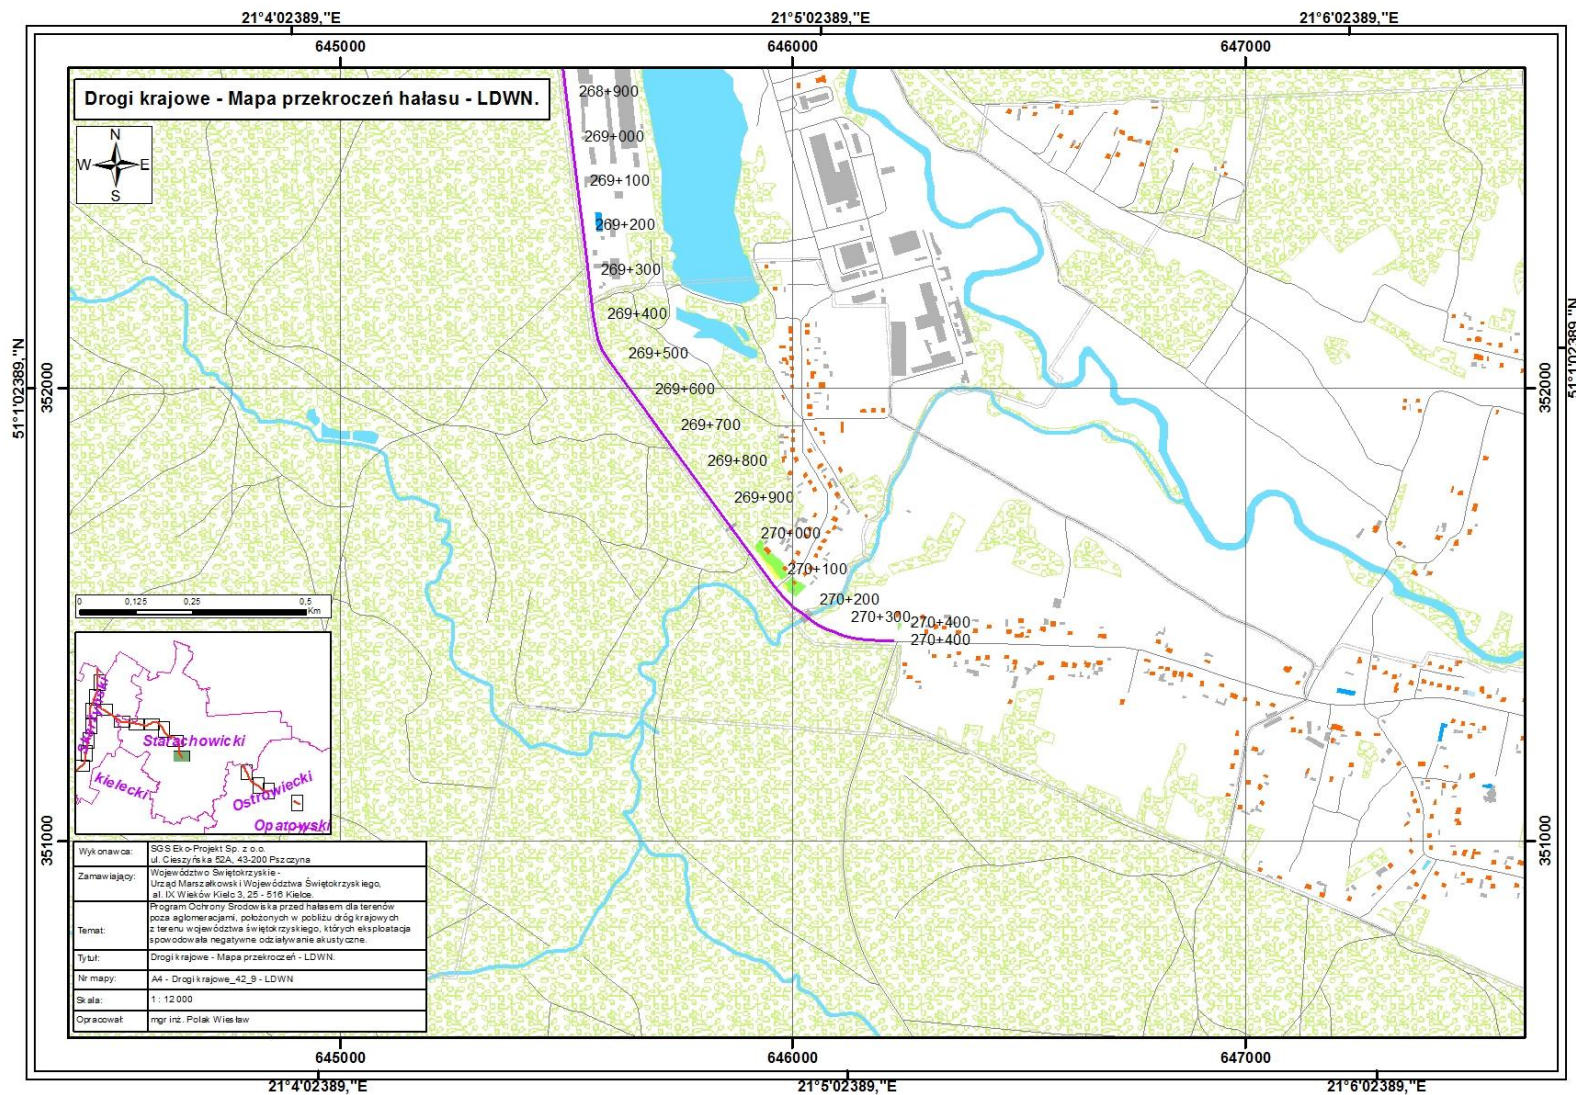 21°4'02389,"E
21°5'02389,"E
21°6'02389,"E
645000
646000
647000
Drogi krajowe - Mapa przekroczeń hałasu - LDWN.
N
W
E
S
268+900
269+000
269+100
269+200
269+300
269+400
269+500
269+600
269+700
269+800
269+900
270+000
270+100
270+200
270+300
270+400
270+400
51°1'02389,"N
352000
352000
51°1'02389,"N
0
0,125
0,25
0,5
Km
Skarżyski
Starachowicki
kielecki
Ostrowiecki
Opatowski
351000
351000
Wykonawca:
SGS Eko-Projekt Sp. z o.o.
ul. Cieszyńska 52A, 43-200 Pszczyna
Zamawiający:
Województwo Świętokrzyskie -
Urząd Marszałkowski Województwa Świętokrzyskiego,
al. IX Wieków Kielc 3, 25 - 516 Kielce.
Temat:
Program Ochrony Środowiska przed hałasem dla terenów
poza aglomeracjami, położonych w pobliżu dróg krajowych
z terenu województwa świętokrzyskiego, których eksploatacja
spowodowała negatywne odziaływanie akustyczne.
Tytuł:
Drogi krajowe - Mapa przekroczeń - LDWN.
Nr mapy:
A4 - Drogi krajowe_42_9 - LDWN
Skala:
1 : 12 000
Opracował:
mgr inż. Polak Wiesław
645000
646000
647000
21°4'02389,"E
21°5'02389,"E
21°6'02389,"E